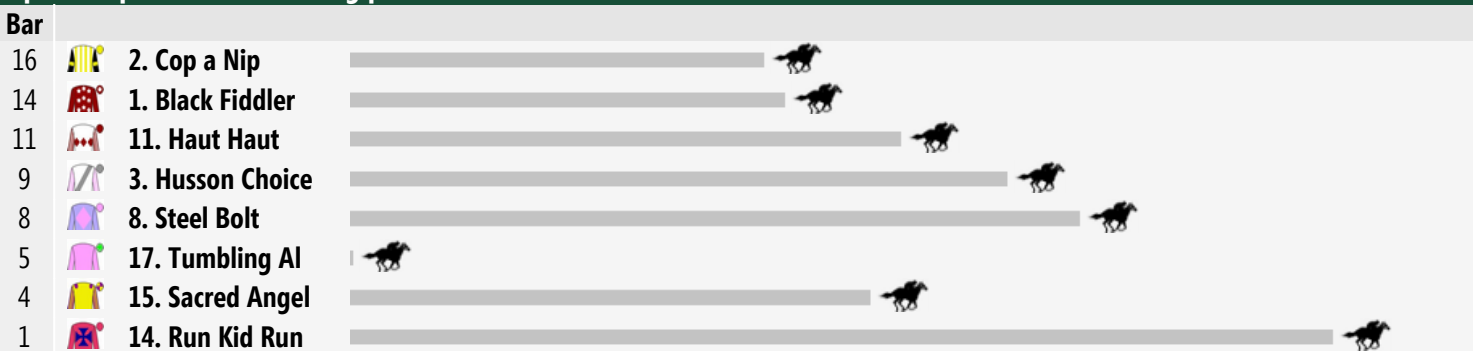 Bar
16 2. Cop a Nip
14 1. Black Fiddler
11 11. Haut Haut
9 3. Husson Choice
8 8. Steel Bolt
5 17. Tumbling Al
4 15. Sacred Angel
1 14. Run Kid Run